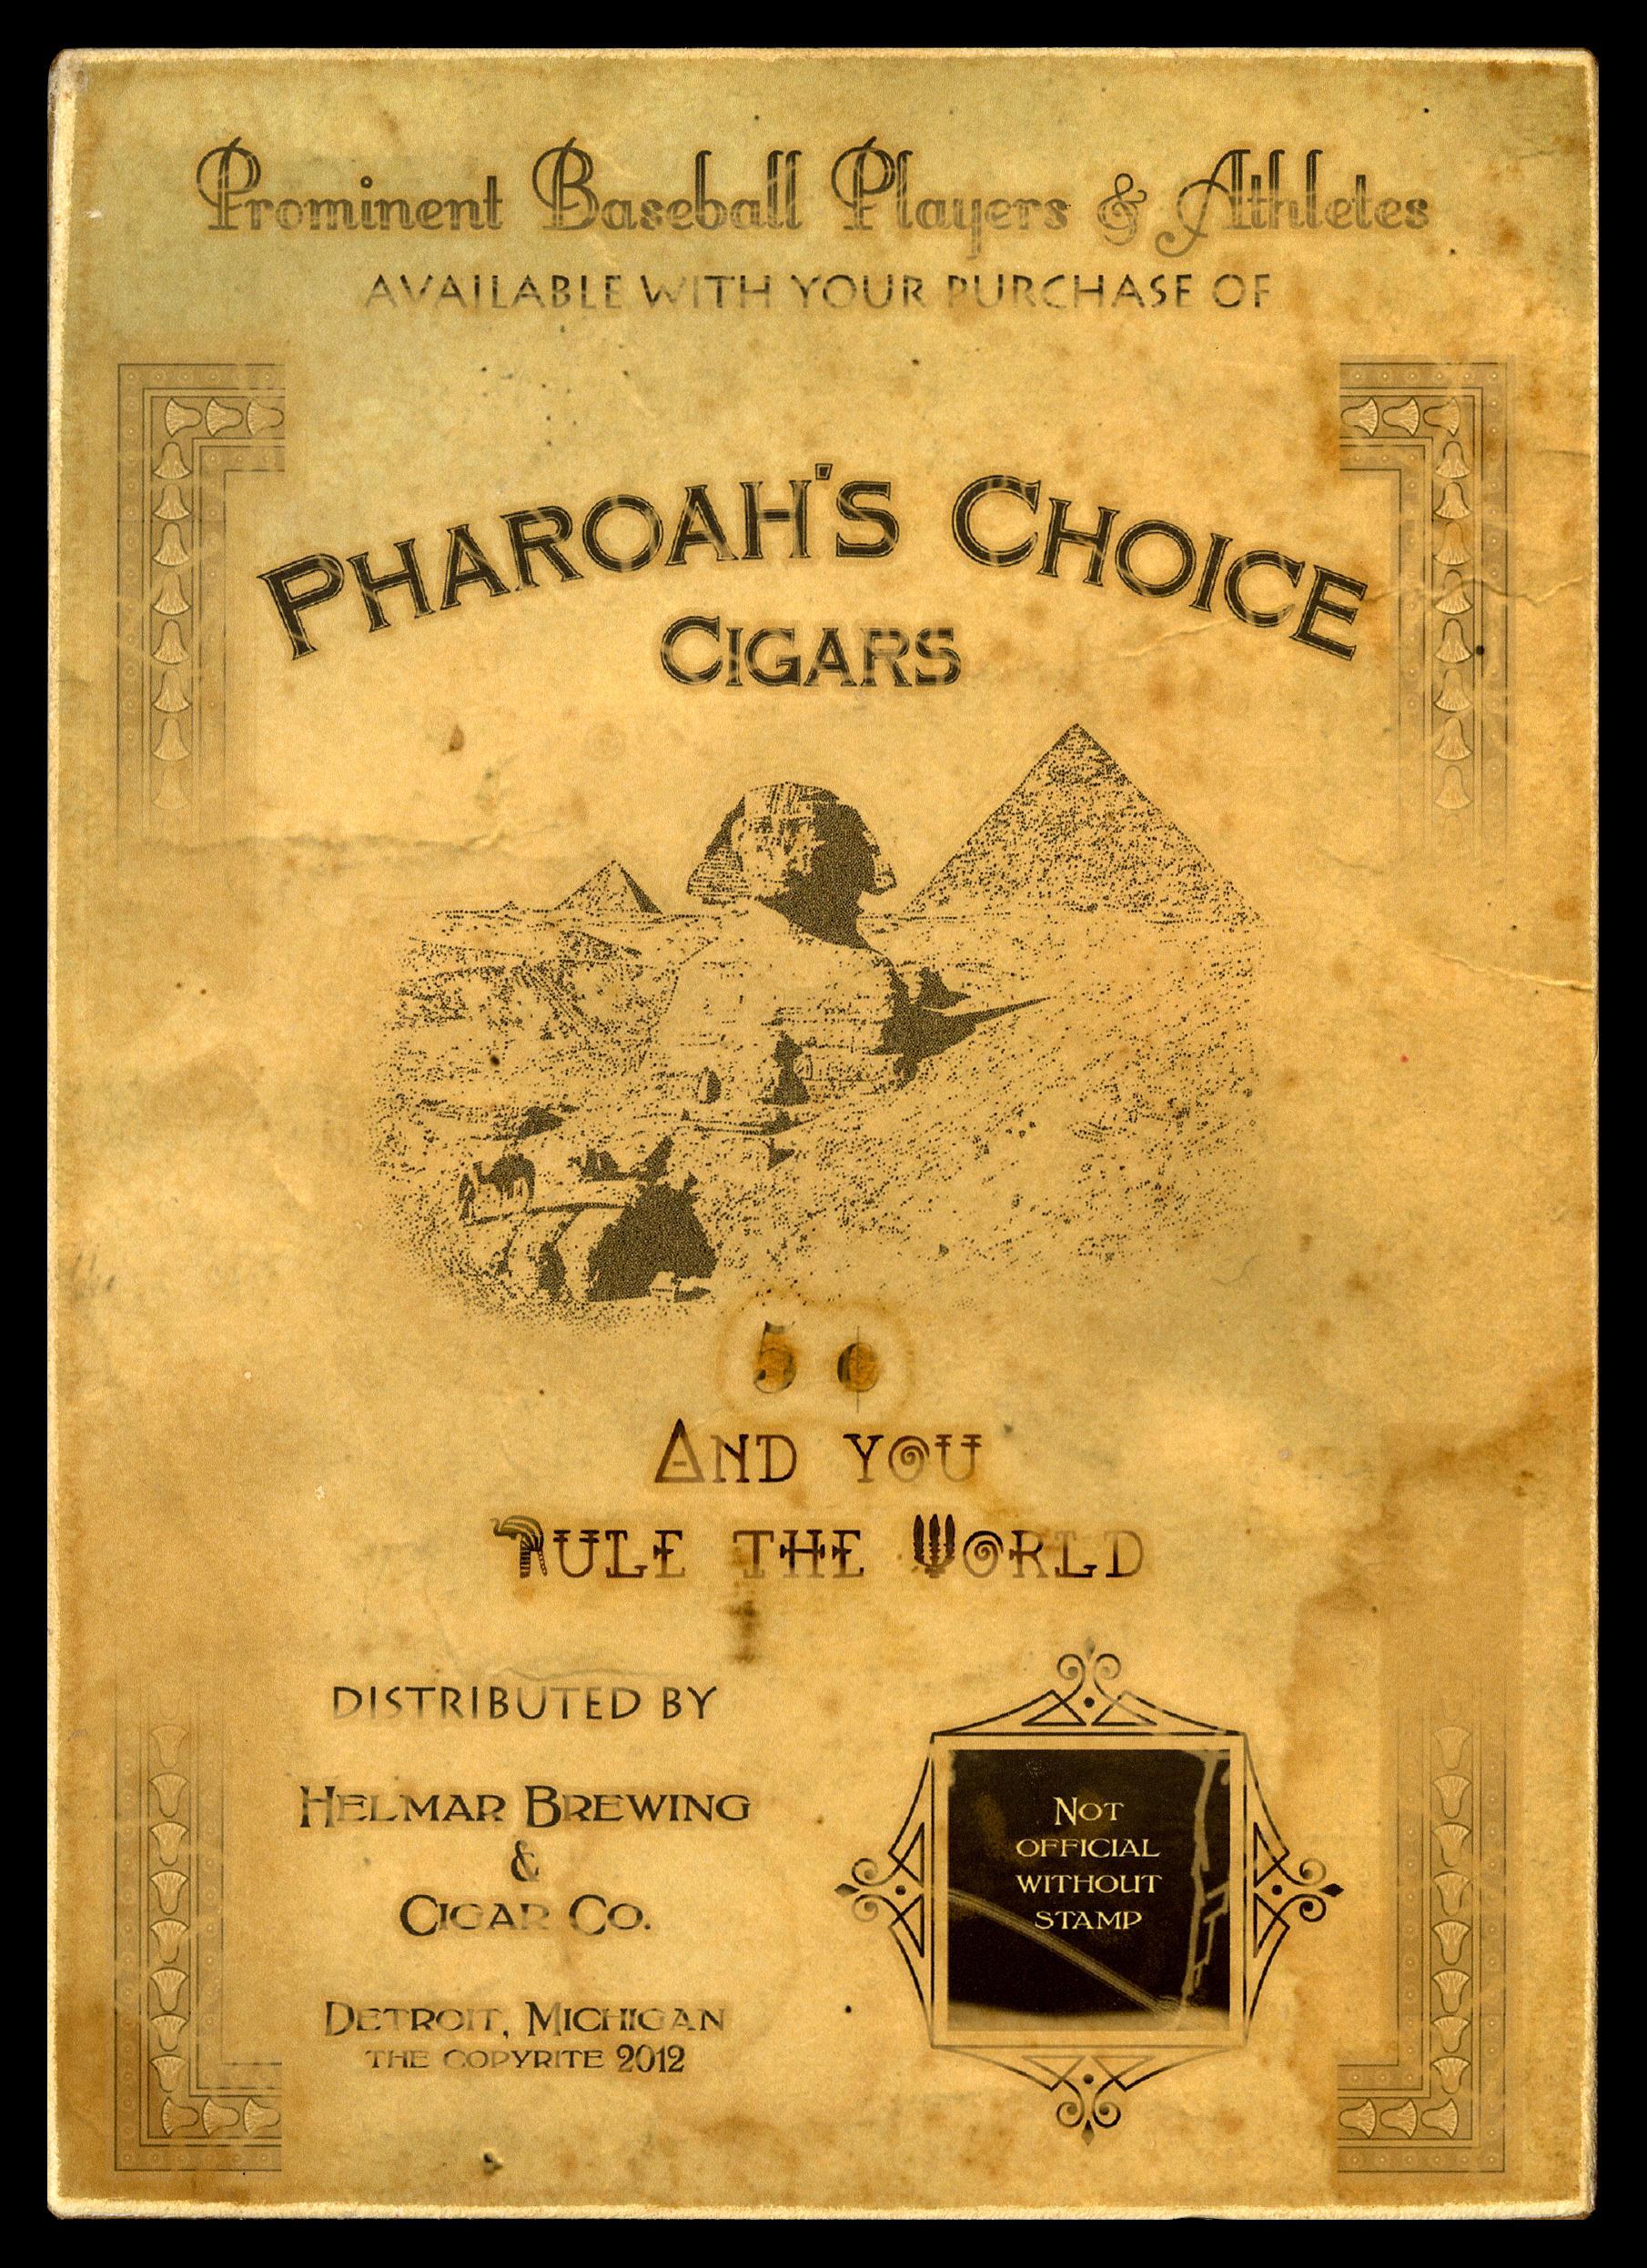 Prominent Baseball Players & Athletes
AVAILABLE WITH YOUR PURCHASE OF
PHAROAH'S CHOICE
CIGARS
5 ¢
AND YOU
RULE THE WORLD
DISTRIBUTED BY
HELMAR BREWING
&
CIGAR CO.
DETROIT, MICHIGAN
THE COPYRITE 2012
NOT
OFFICIAL
WITHOUT
STAMP